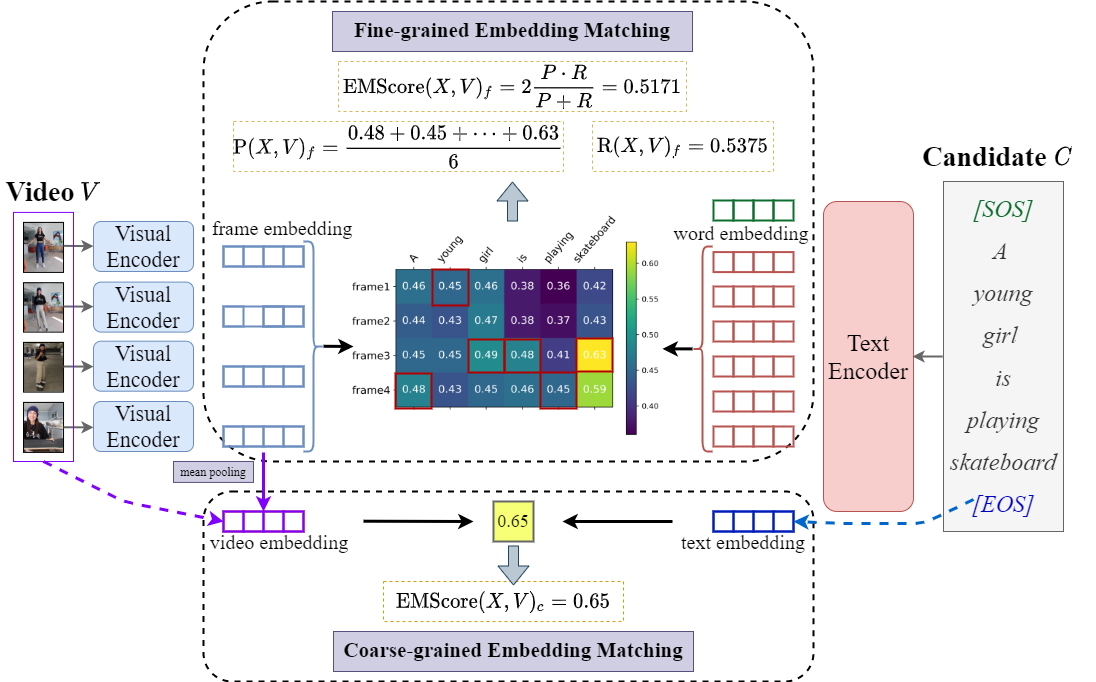 Fine-grained Embedding Matching
EMScore(X, V)_f = 2 \frac{P \cdot R}{P + R} = 0.5171
P(X, V)_f = \frac{0.48 + 0.45 + \cdots + 0.63}{6}
R(X, V)_f = 0.5375
Video V
Visual
Encoder
Visual
Encoder
Visual
Encoder
Visual
Encoder
frame embedding
A young girl is playing skateboard
frame1 0.46 0.45 0.46 0.38 0.36 0.42
frame2 0.44 0.43 0.47 0.38 0.37 0.43
frame3 0.45 0.45 0.49 0.48 0.41 0.63
frame4 0.48 0.43 0.45 0.46 0.45 0.59
0.60
0.55
0.50
0.45
0.40
word embedding
Text
Encoder
Candidate C
[SOS]
A
young
girl
is
playing
skateboard
[EOS]
mean pooling
video embedding
0.65
text embedding
EMScore(X, V)_c = 0.65
Coarse-grained Embedding Matching